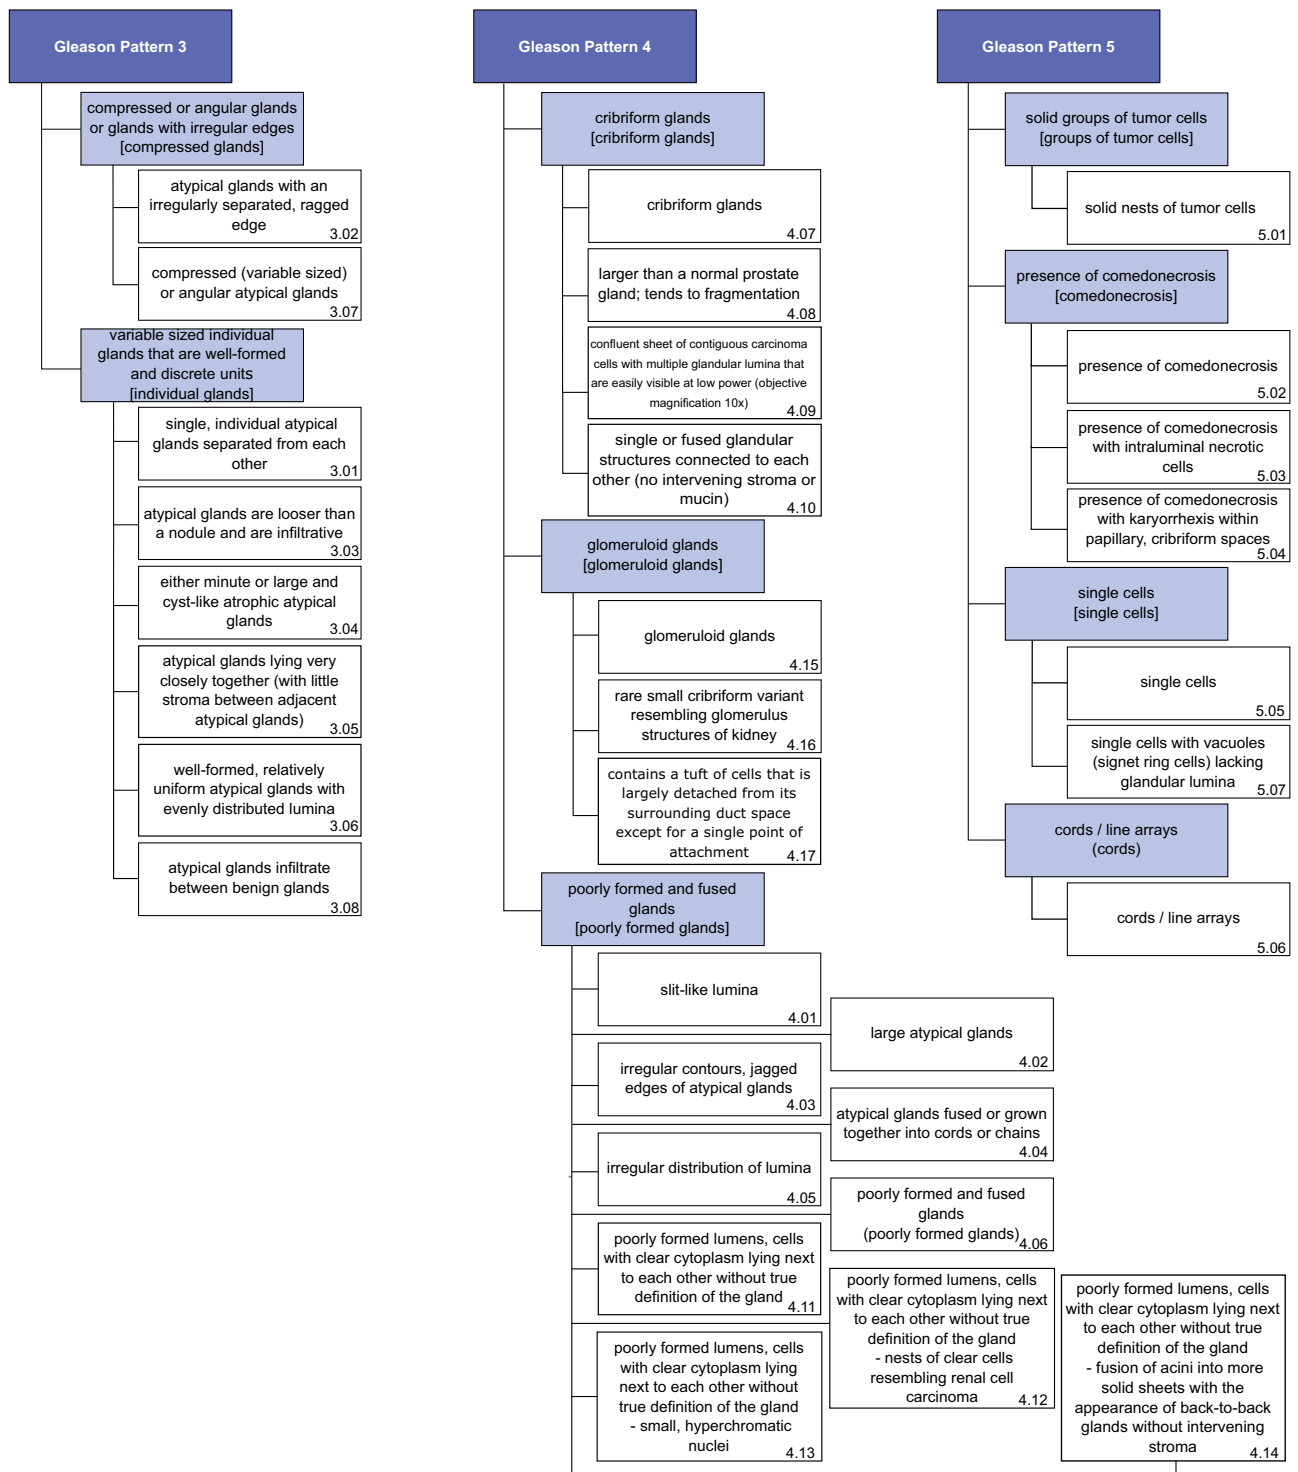 Gleason Pattern 3
compressed or angular glands
or glands with irregular edges
[compressed glands]
atypical glands with an
irregularly separated, ragged
edge
3.02
compressed (variable sized)
or angular atypical glands
3.07
variable sized individual
glands that are well-formed
and discrete units
[individual glands]
single, individual atypical
glands separated from each
other
3.01
atypical glands are looser than
a nodule and are infiltrative
3.03
either minute or large and
cyst-like atrophic atypical
glands
3.04
atypical glands lying very
closely together (with little
stroma between adjacent
atypical glands)
3.05
well-formed, relatively
uniform atypical glands with
evenly distributed lumina
3.06
atypical glands infiltrate
between benign glands
3.08
Gleason Pattern 4
cribriform glands
[cribriform glands]
cribriform glands
4.07
larger than a normal prostate
gland; tends to fragmentation
4.08
confluent sheet of contiguous carcinoma
cells with multiple glandular lumina that
are easily visible at low power (objective
magnification 10x)
4.09
single or fused glandular
structures connected to each
other (no intervening stroma or
mucin)
4.10
glomeruloid glands
[glomeruloid glands]
glomeruloid glands
4.15
rare small cribriform variant
resembling glomerulus
structures of kidney
4.16
contains a tuft of cells that is
largely detached from its
surrounding duct space
except for a single point of
attachment
4.17
poorly formed and fused
glands
[poorly formed glands]
slit-like lumina
4.01
large atypical glands
4.02
irregular contours, jagged
edges of atypical glands
4.03
atypical glands fused or grown
together into cords or chains
4.04
irregular distribution of lumina
4.05
poorly formed and fused
glands
(poorly formed glands)
4.06
poorly formed lumens, cells
with clear cytoplasm lying next
to each other without true
definition of the gland
4.11
poorly formed lumens, cells
with clear cytoplasm lying next
to each other without true
definition of the gland
- nests of clear cells
resembling renal cell
carcinoma
4.12
poorly formed lumens, cells
with clear cytoplasm lying
next to each other without
true definition of the gland
- small, hyperchromatic
nuclei
4.13
poorly formed lumens, cells
with clear cytoplasm lying next
to each other without true
definition of the gland
- fusion of acini into more
solid sheets with the
appearance of back-to-back
glands without intervening
stroma
4.14
Gleason Pattern 5
solid groups of tumor cells
[groups of tumor cells]
solid nests of tumor cells
5.01
presence of comedonecrosis
[comedonecrosis]
presence of comedonecrosis
5.02
presence of comedonecrosis
with intraluminal necrotic
cells
5.03
presence of comedonecrosis
with karyorrhexis within
papillary, cribriform spaces
5.04
single cells
[single cells]
single cells
5.05
single cells with vacuoles
(signet ring cells) lacking
glandular lumina
5.07
cords / line arrays
(cords)
cords / line arrays
5.06